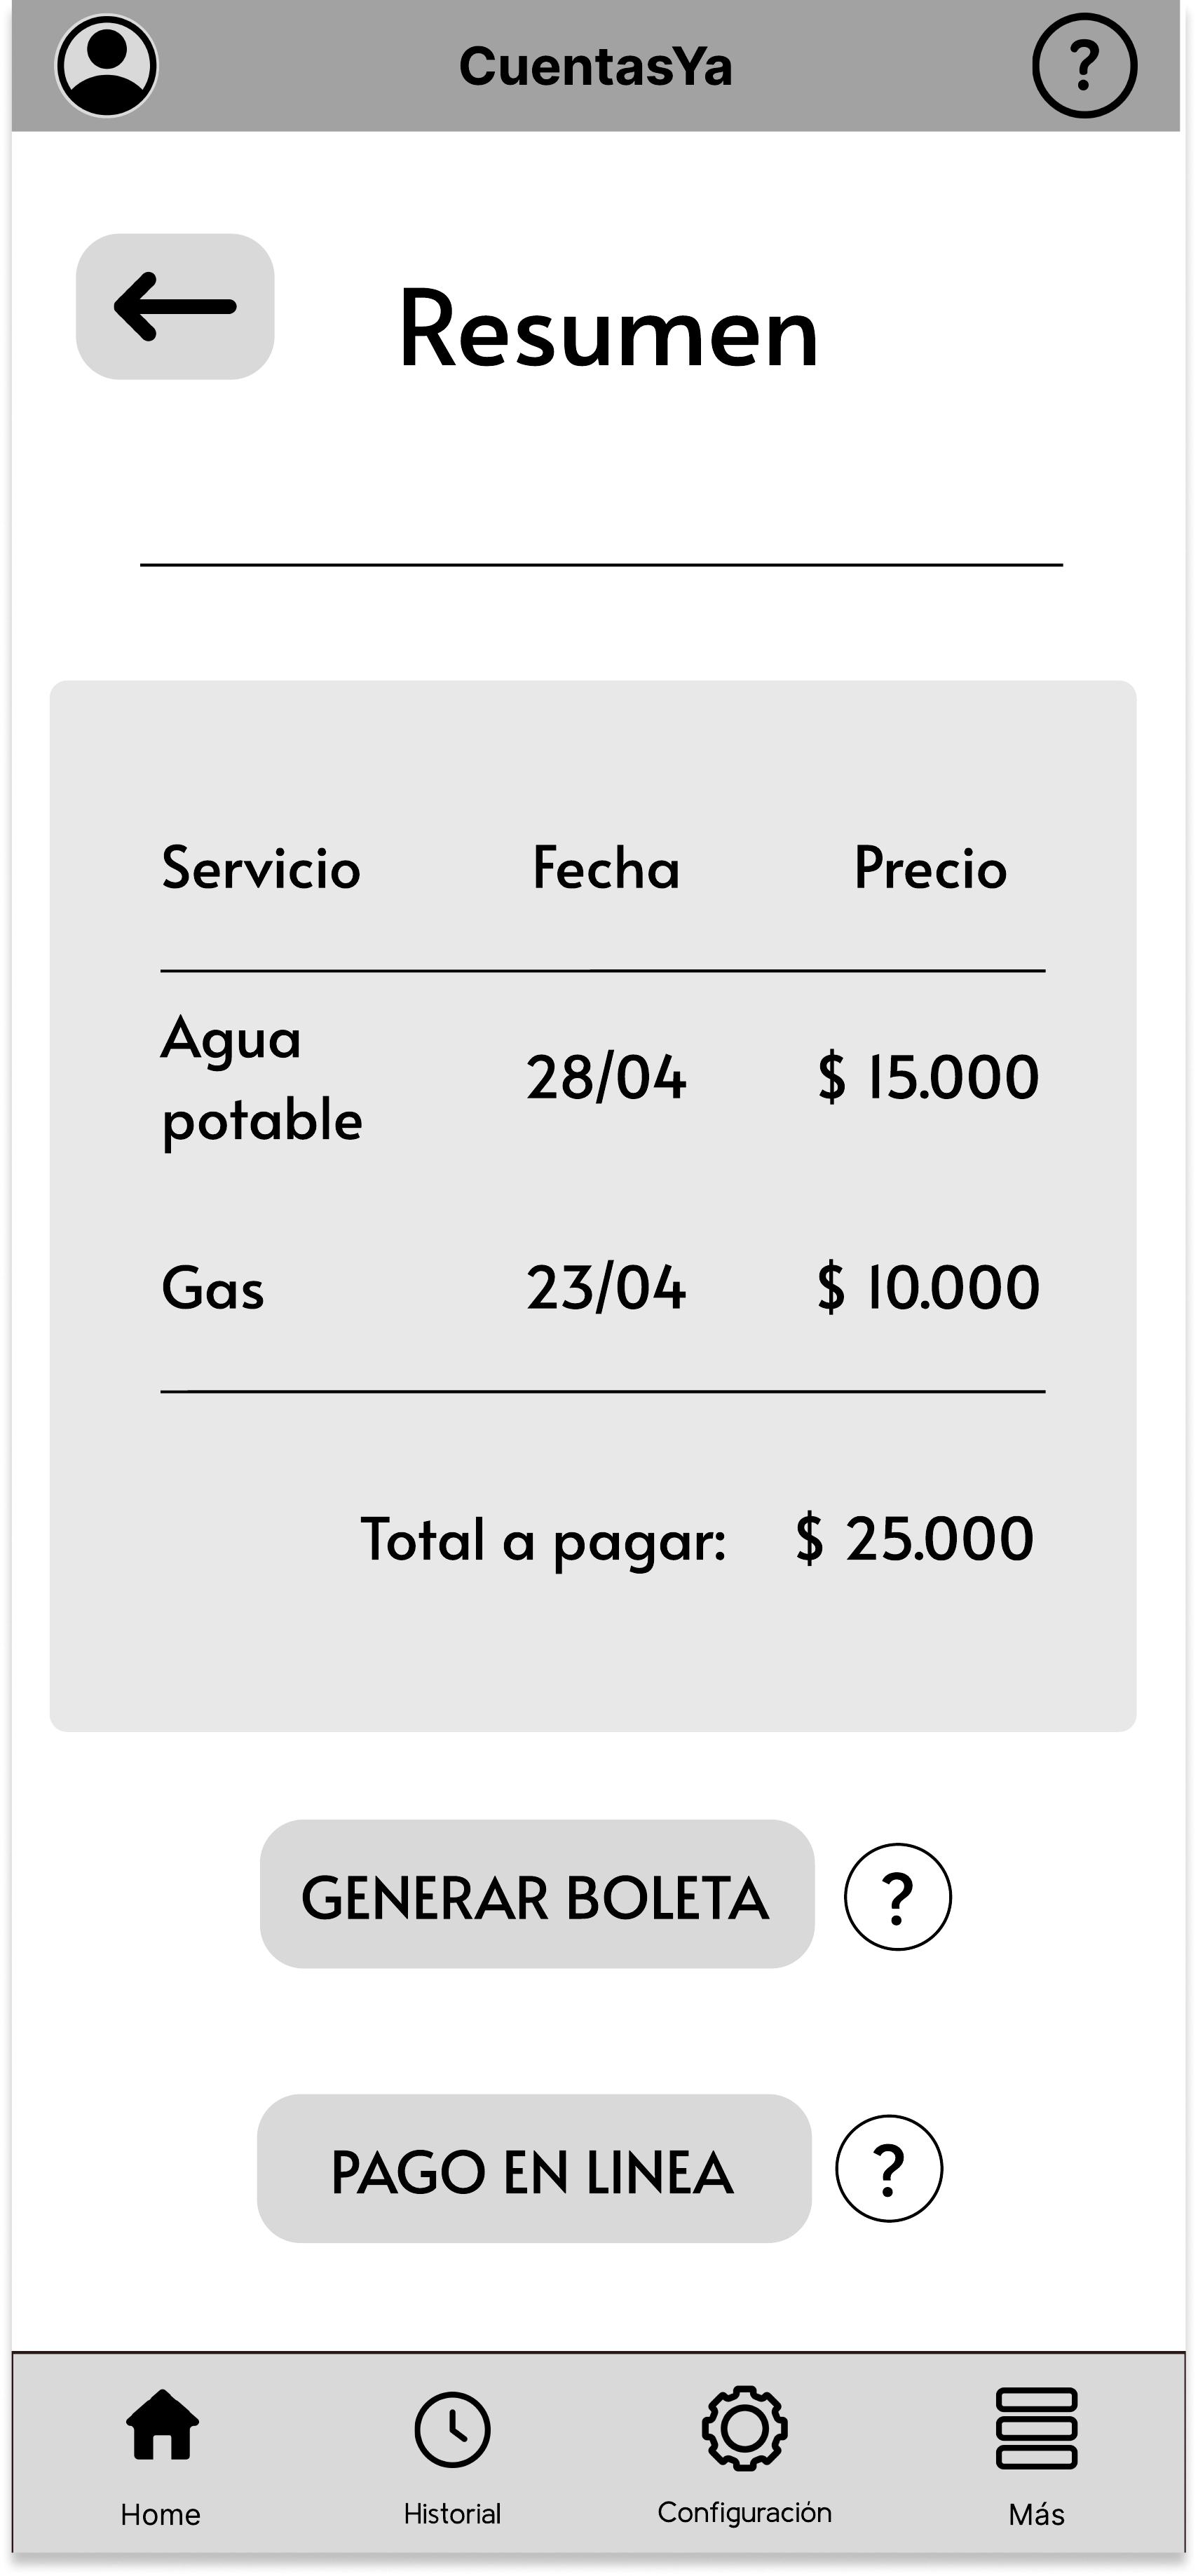 CuentasYa
?
Resumen
Servicio Fecha Precio
Agua
potable
28/04 $ 15.000
Gas 23/04 $ 10.000
Total a pagar: $ 25.000
GENERAR BOLETA ?
PAGO EN LINEA ?
Home Historial Configuración Más